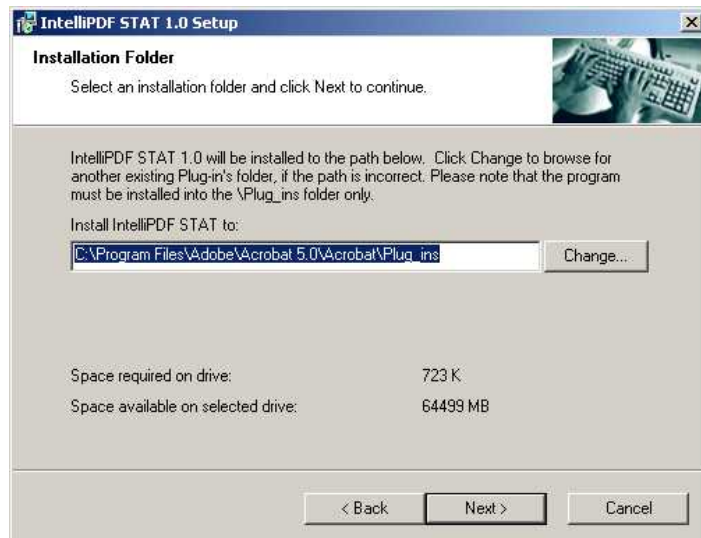 IntelliPDF STAT 1.0 Setup
Installation Folder
Select an installation folder and click Next to continue.
IntelliPDF STAT 1.0 will be installed to the path below. Click Change to browse for
another existing Plug-in's folder, if the path is incorrect. Please note that the program
must be installed into the \Plug_ins folder only.
Install IntelliPDF STAT to:
C:\Program Files\Adobe\Acrobat 5.0\Acrobat\Plug_ins
Change...
Space required on drive: 723 K
Space available on selected drive: 64499 MB
< Back Next > Cancel